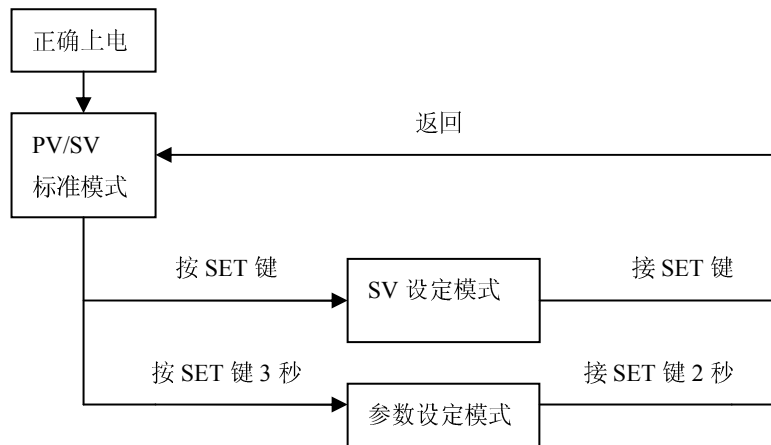 正确上电
返回
PV/SV
标准模式
按 SET 键
SV 设定模式
接 SET 键
按 SET 键 3 秒
参数设定模式
接 SET 键 2 秒